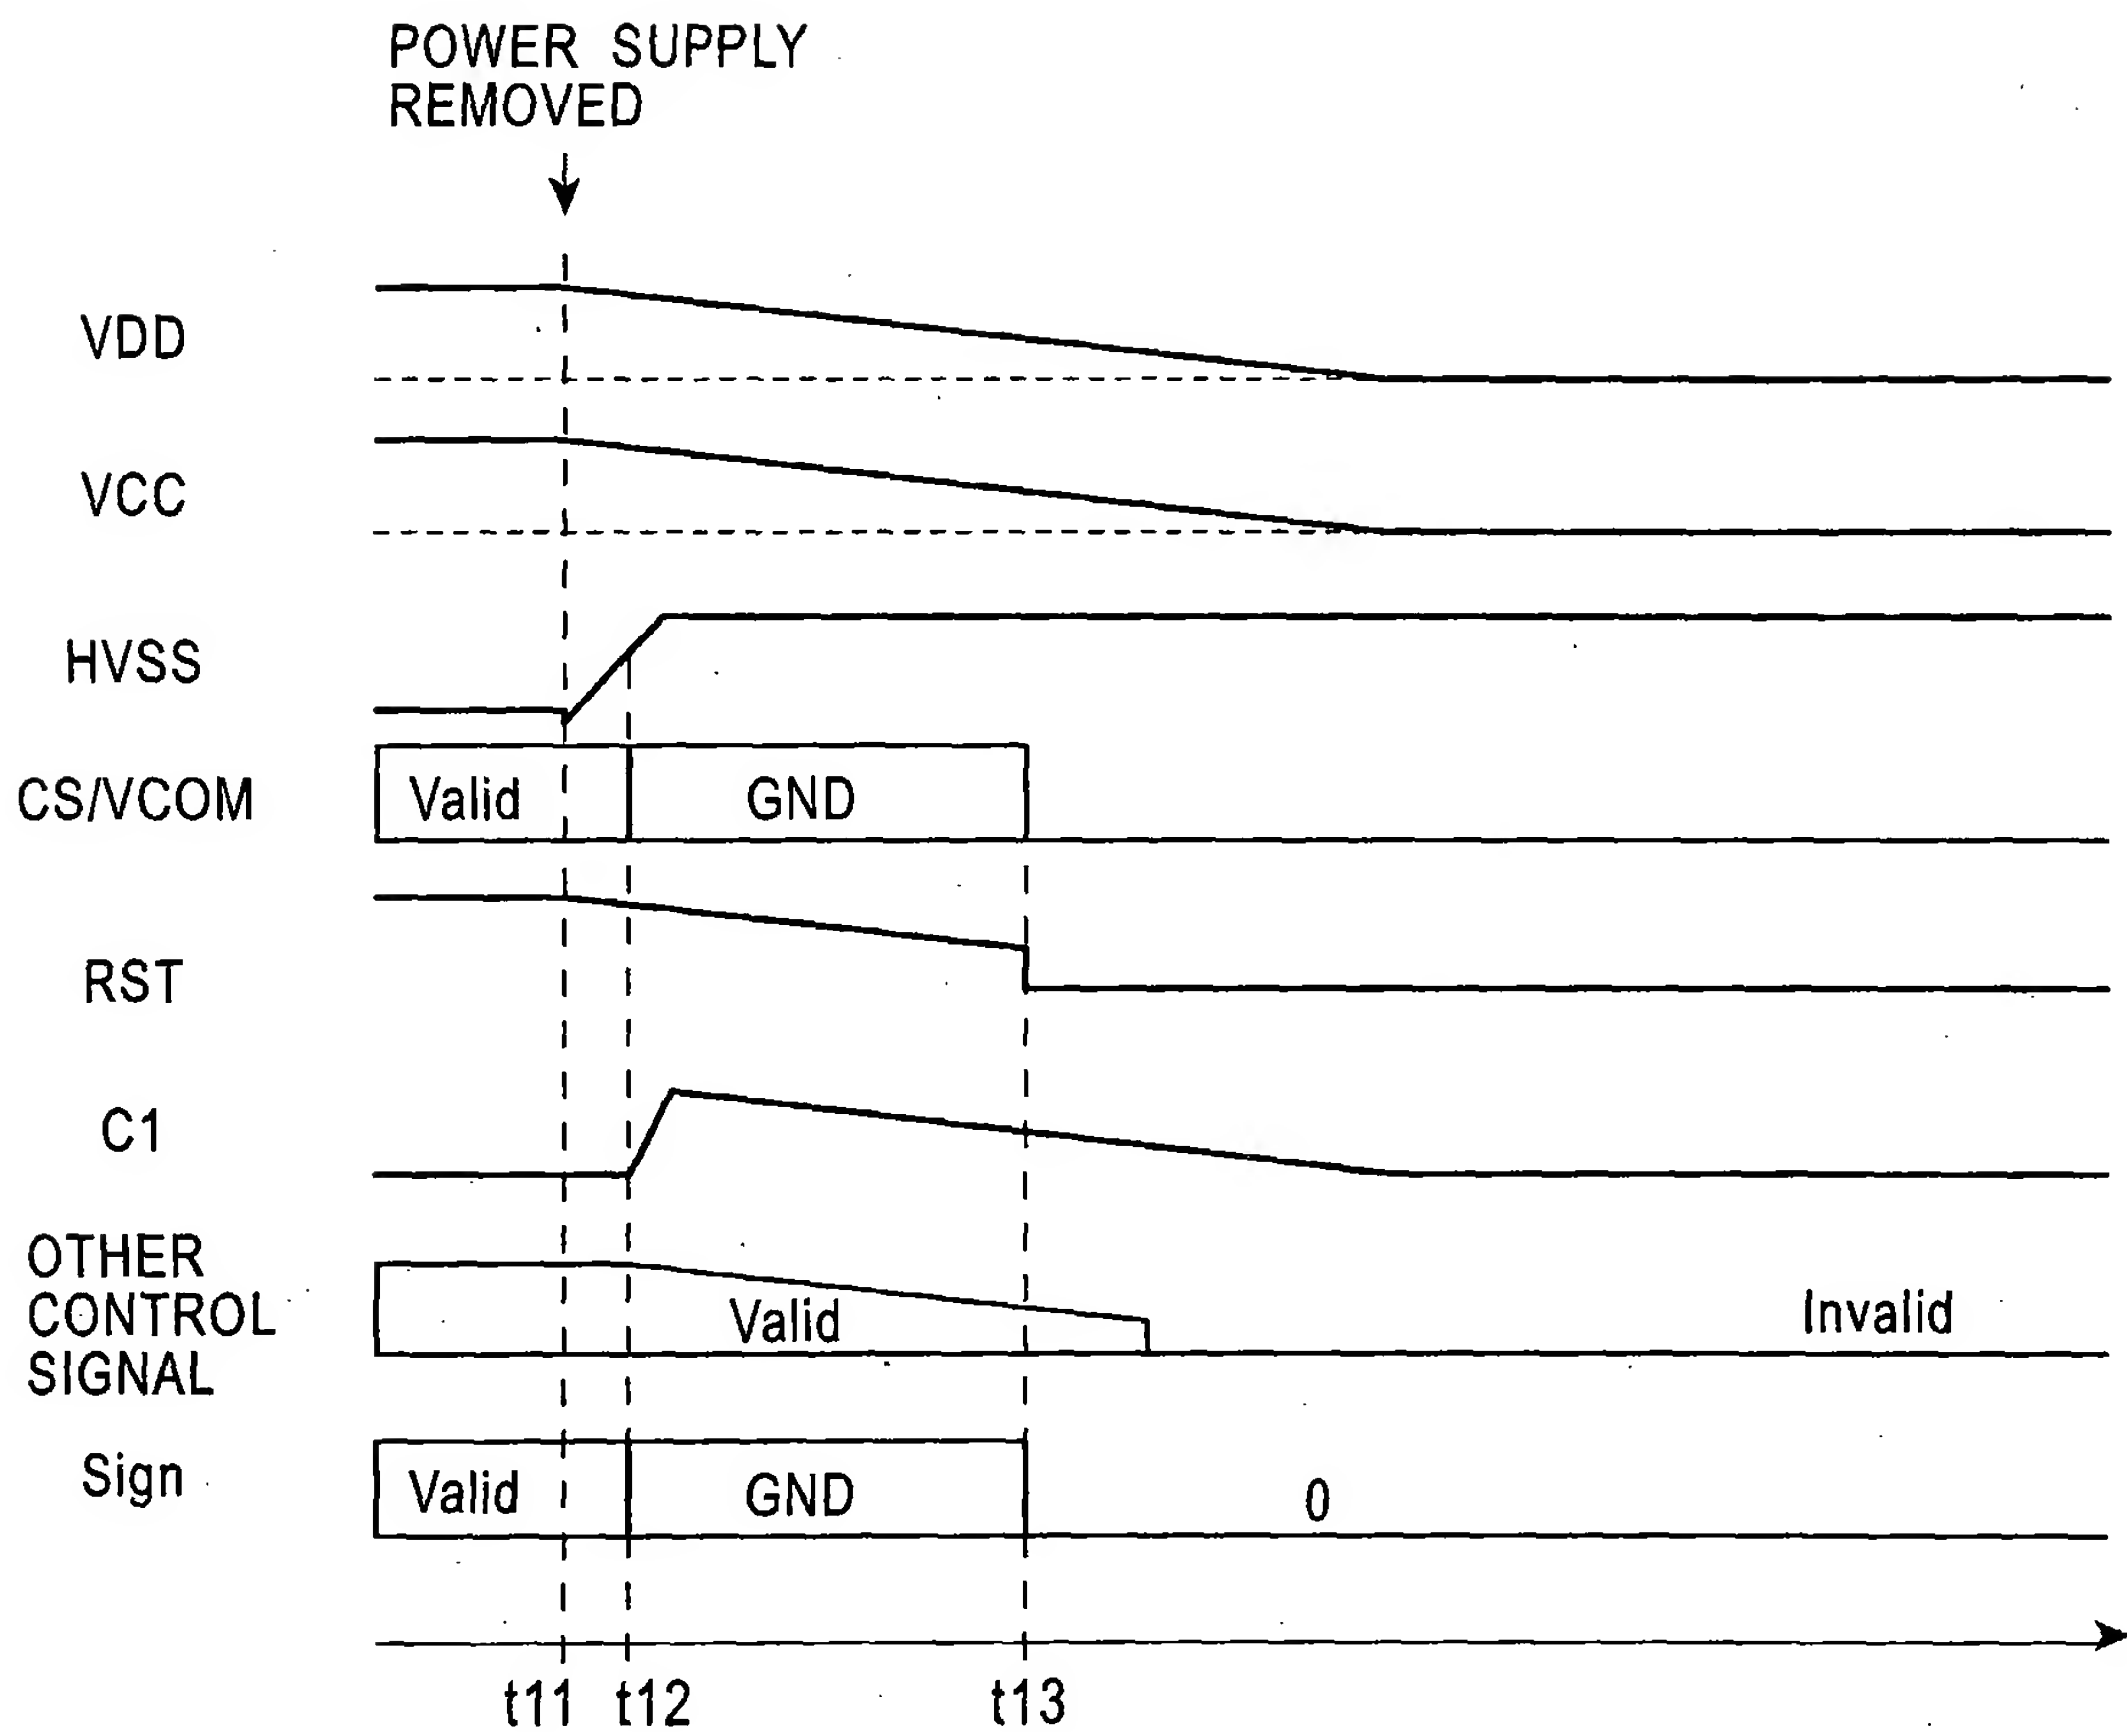 POWER SUPPLY
REMOVED
VDD
VCC
HVSS
CS/VCOM
Valid
GND
RST
C1
OTHER
CONTROL
SIGNAL
Valid
Invalid
Sign
Valid
GND
0
t11
t12
t13